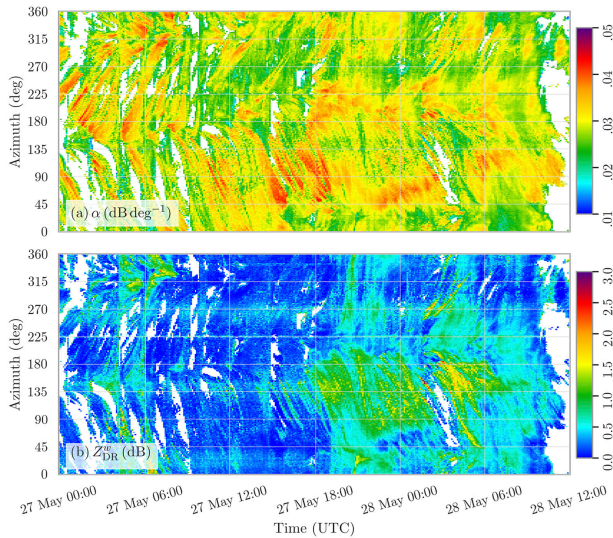 360
315
270
225
180
135
90
45
0
Azimuth (deg)
(a) α (dB deg⁻¹)
.05
.04
.03
.02
.01
360
315
270
225
180
135
90
45
0
Azimuth (deg)
(b) Z_DR^w (dB)
3.0
2.5
2.0
1.5
1.0
0.5
0.0
27 May 00:00
27 May 06:00
27 May 12:00
27 May 18:00
28 May 00:00
28 May 06:00
28 May 12:00
Time (UTC)